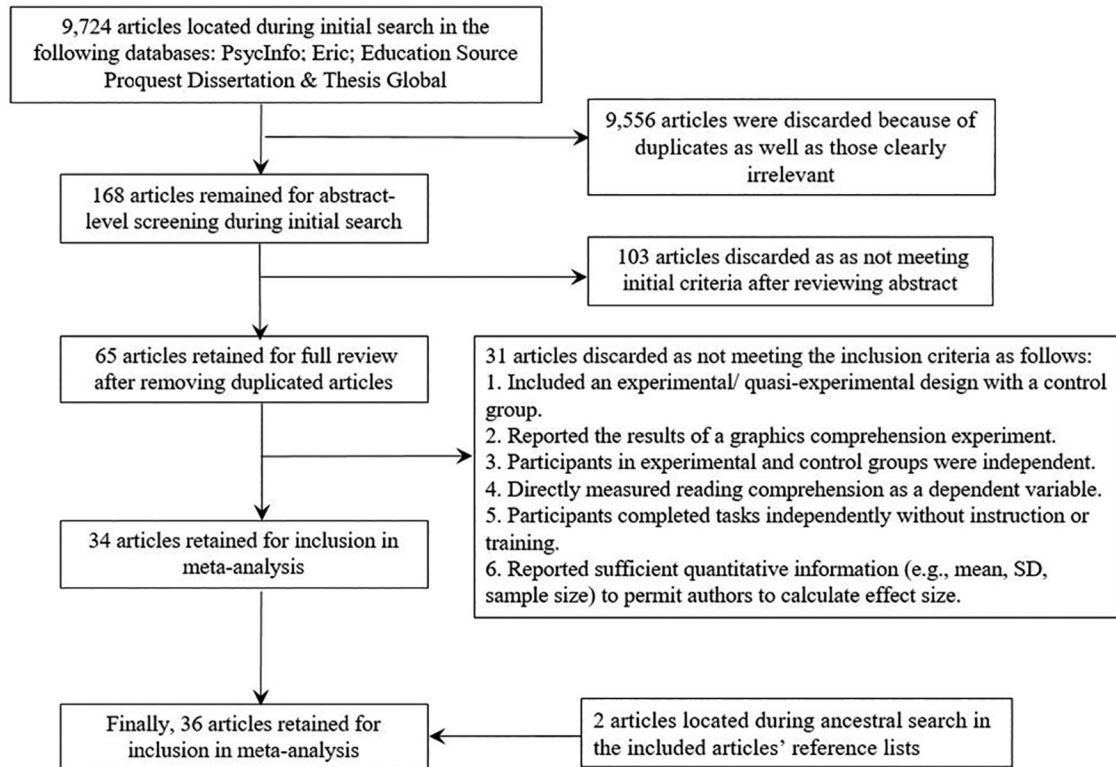 9,724 articles located during initial search in
the following databases: PsycInfo; Eric; Education Source
Proquest Dissertation & Thesis Global
9,556 articles were discarded because of
duplicates as well as those clearly
irrelevant
168 articles remained for abstract-
level screening during initial search
103 articles discarded as as not meeting
initial criteria after reviewing abstract
65 articles retained for full review
after removing duplicated articles
31 articles discarded as not meeting the inclusion criteria as follows:
1. Included an experimental/ quasi-experimental design with a control
group.
2. Reported the results of a graphics comprehension experiment.
3. Participants in experimental and control groups were independent.
4. Directly measured reading comprehension as a dependent variable.
5. Participants completed tasks independently without instruction or
training.
6. Reported sufficient quantitative information (e.g., mean, SD,
sample size) to permit authors to calculate effect size.
34 articles retained for inclusion in
meta-analysis
Finally, 36 articles retained for
inclusion in meta-analysis
2 articles located during ancestral search in
the included articles’ reference lists